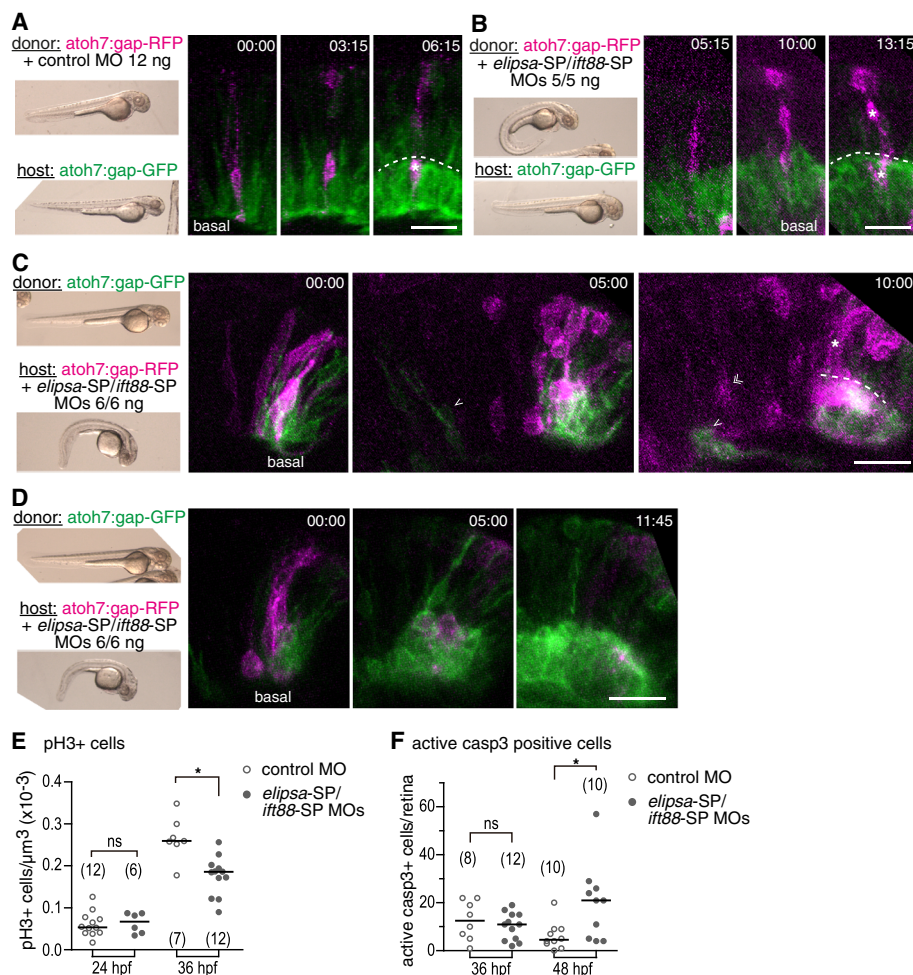 A
donor: atoh7:gap-RFP
+ control MO 12 ng
host: atoh7:gap-GFP
00:00
03:15
06:15
*
basal
B
donor: atoh7:gap-RFP
+ elipsa-SP/ift88-SP
MOs 5/5 ng
host: atoh7:gap-GFP
05:15
10:00
13:15
*
*
basal
C
donor: atoh7:gap-GFP
host: atoh7:gap-RFP
+ elipsa-SP/ift88-SP
MOs 6/6 ng
00:00
05:00
10:00
*
basal
D
donor: atoh7:gap-GFP
host: atoh7:gap-RFP
+ elipsa-SP/ift88-SP
MOs 6/6 ng
00:00
05:00
11:45
basal
E pH3+ cells
pH3+ cells/µm³ (x10-3)
0.4
0.3
0.2
0.1
0.0
ns
*
(12)
(6)
(7)
(12)
24 hpf
36 hpf
control MO
elipsa-SP/
ift88-SP MOs
F active casp3 positive cells
active casp3+ cells/retina
60
40
20
0
ns
*
(8)
(12)
(10)
(10)
36 hpf
48 hpf
control MO
elipsa-SP/
ift88-SP MOs